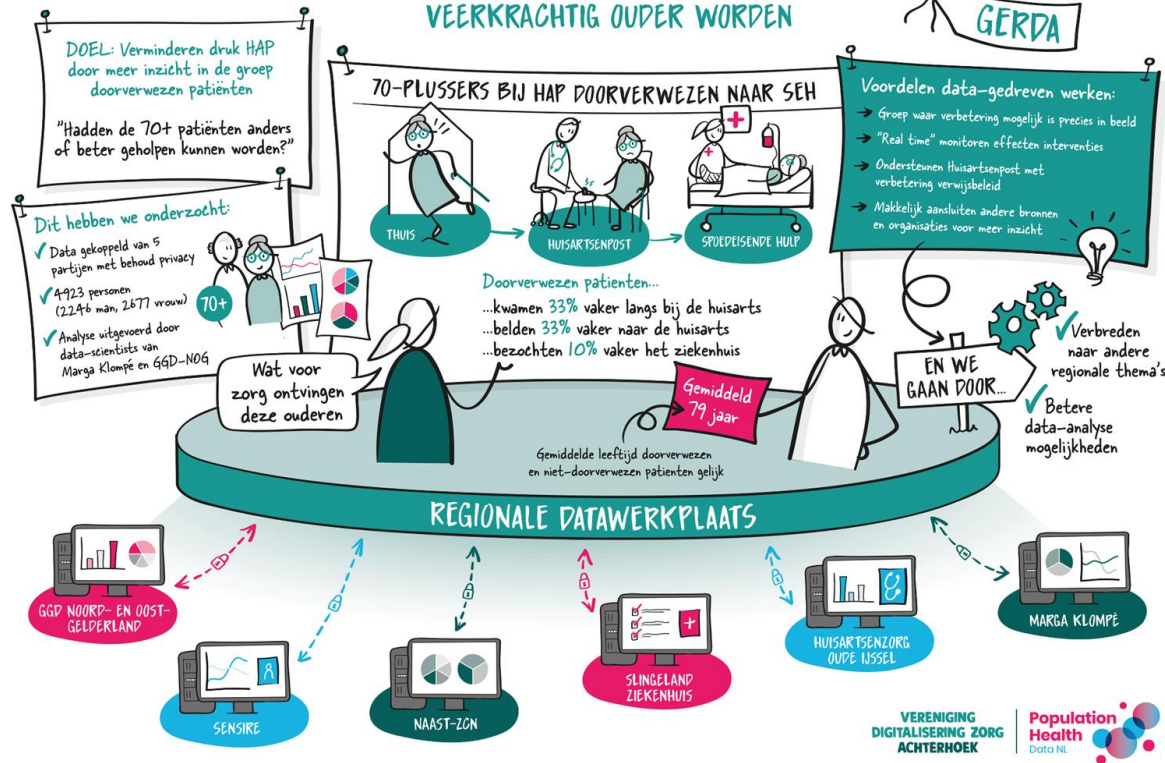 VEERKRACHTIG OUDER WORDEN
GERDA
DOEL: Verminderen druk HAP
door meer inzicht in de groep
doorverwezen patiënten
"Hadden de 70+ patiënten anders
of beter geholpen kunnen worden?"
Dit hebben we onderzocht:
✓ Data gekoppeld van 5
partijen met behoud privacy
✓ 4923 personen
(2246 man, 2677 vrouw)
✓ Analyse uitgevoerd door
data-scientists van
Marga Klompé en GGD-NOG
70+
70-PLUSSERS BIJ HAP DOORVERWEZEN NAAR SEH
THUIS
HUISARTSENPOST
SPOEDEISENDE HULP
Voordelen data-gedreven werken:
→ Groep waar verbetering mogelijk is precies in beeld
→ "Real time" monitoren effecten interventies
→ Ondersteunen Huisartsenpost met
verbetering verwijsbeleid
→ Makkelijk aansluiten andere bronnen
en organisaties voor meer inzicht
Doorverwezen patienten...
...kwamen 33% vaker langs bij de huisarts
...belden 33% vaker naar de huisarts
...bezochten 10% vaker het ziekenhuis
Wat voor
zorg ontvingen
deze ouderen
Gemiddeld
79 jaar
Gemiddelde leeftijd doorverwezen
en niet-doorverwezen patienten gelijk
EN WE
GAAN DOOR...
✓ Verbreden
naar andere
regionale thema's
✓ Betere
data-analyse
mogelijkheden
REGIONALE DATAWERKPLAATS
GGD NOORD- EN OOST-
GELDERLAND
SENSIRE
NAAST-ZCN
SLINGELAND
ZIEKENHUIS
HUISARTSENZORG
OUDE IJSSEL
MARGA KLOMPÉ
VERENIGING
DIGITALISERING ZORG
ACHTERHOEK
Population
Health
Data NL